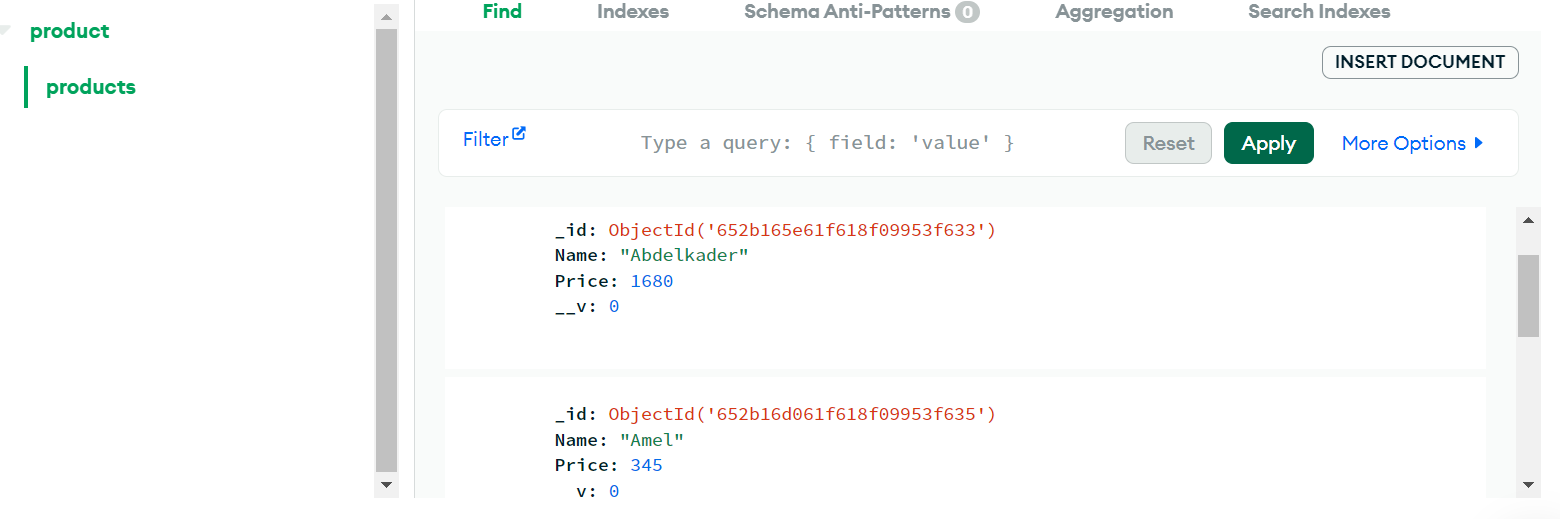 product
products
Find Indexes Schema Anti-Patterns 0 Aggregation Search Indexes
INSERT DOCUMENT
Filter Type a query: { field: 'value' } Reset Apply More Options
_id: ObjectId('652b165e61f618f09953f633')
Name: "Abdelkader"
Price: 1680
__v: 0
_id: ObjectId('652b16d061f618f09953f635')
Name: "Amel"
Price: 345
v: 0